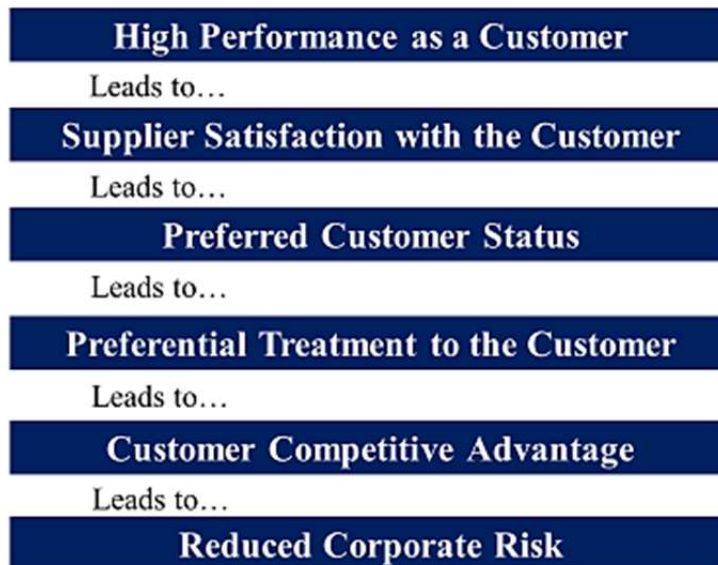 High Performance as a Customer
Leads to…
Supplier Satisfaction with the Customer
Leads to…
Preferred Customer Status
Leads to…
Preferential Treatment to the Customer
Leads to…
Customer Competitive Advantage
Leads to…
Reduced Corporate Risk